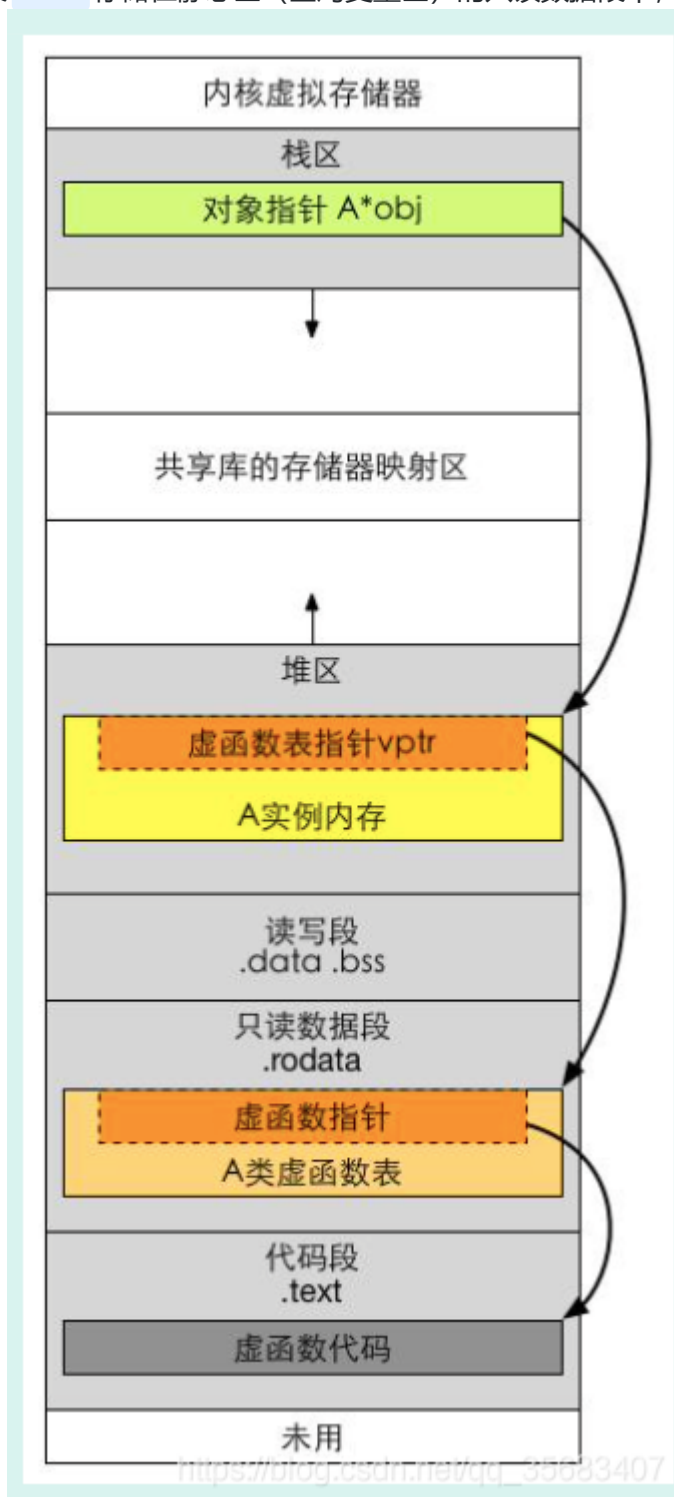 内核虚拟存储器
栈区
对象指针 A*obj
共享库的存储器映射区
堆区
虚函数表指针vptr
A实例内存
读写段
.data .bss
只读数据段
.rodata
虚函数指针
A类虚函数表
代码段
.text
虚函数代码
未用
https://blog.csdn.net/qq_35683407